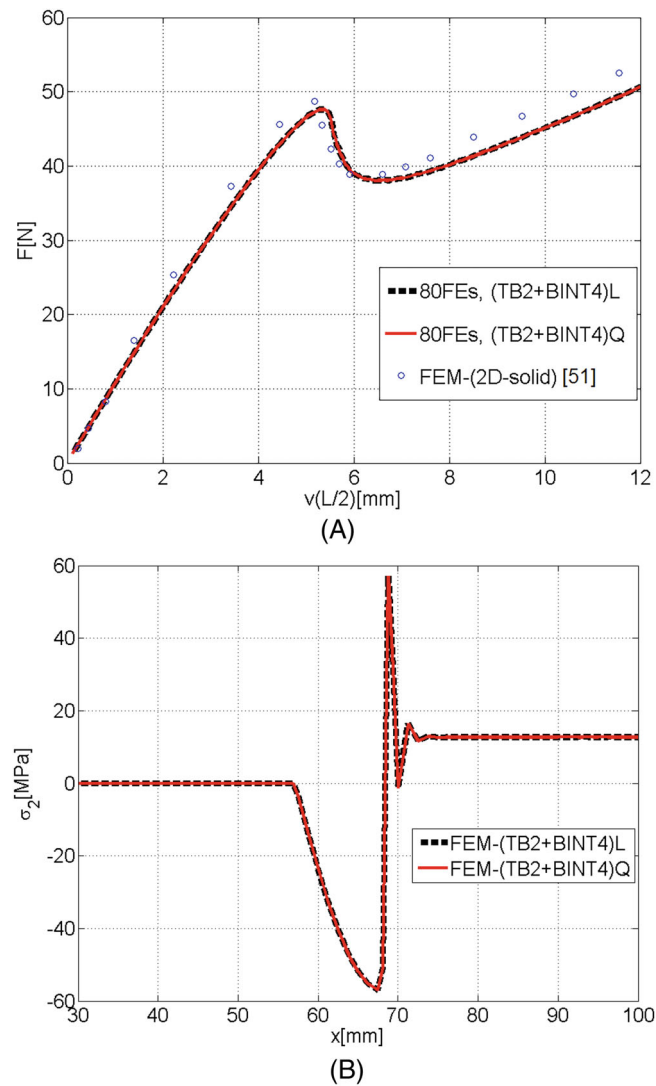 60
50
40
30
20
10
0
F[N]
80FEs, (TB2+BINT4)L
80FEs, (TB2+BINT4)Q
FEM-(2D-solid) [51]
0 2 4 6 8 10 12
v(L/2)[mm]
(A)
60
40
20
0
-20
-40
-60
σ2[MPa]
FEM-(TB2+BINT4)L
FEM-(TB2+BINT4)Q
30 40 50 60 70 80 90 100
x[mm]
(B)